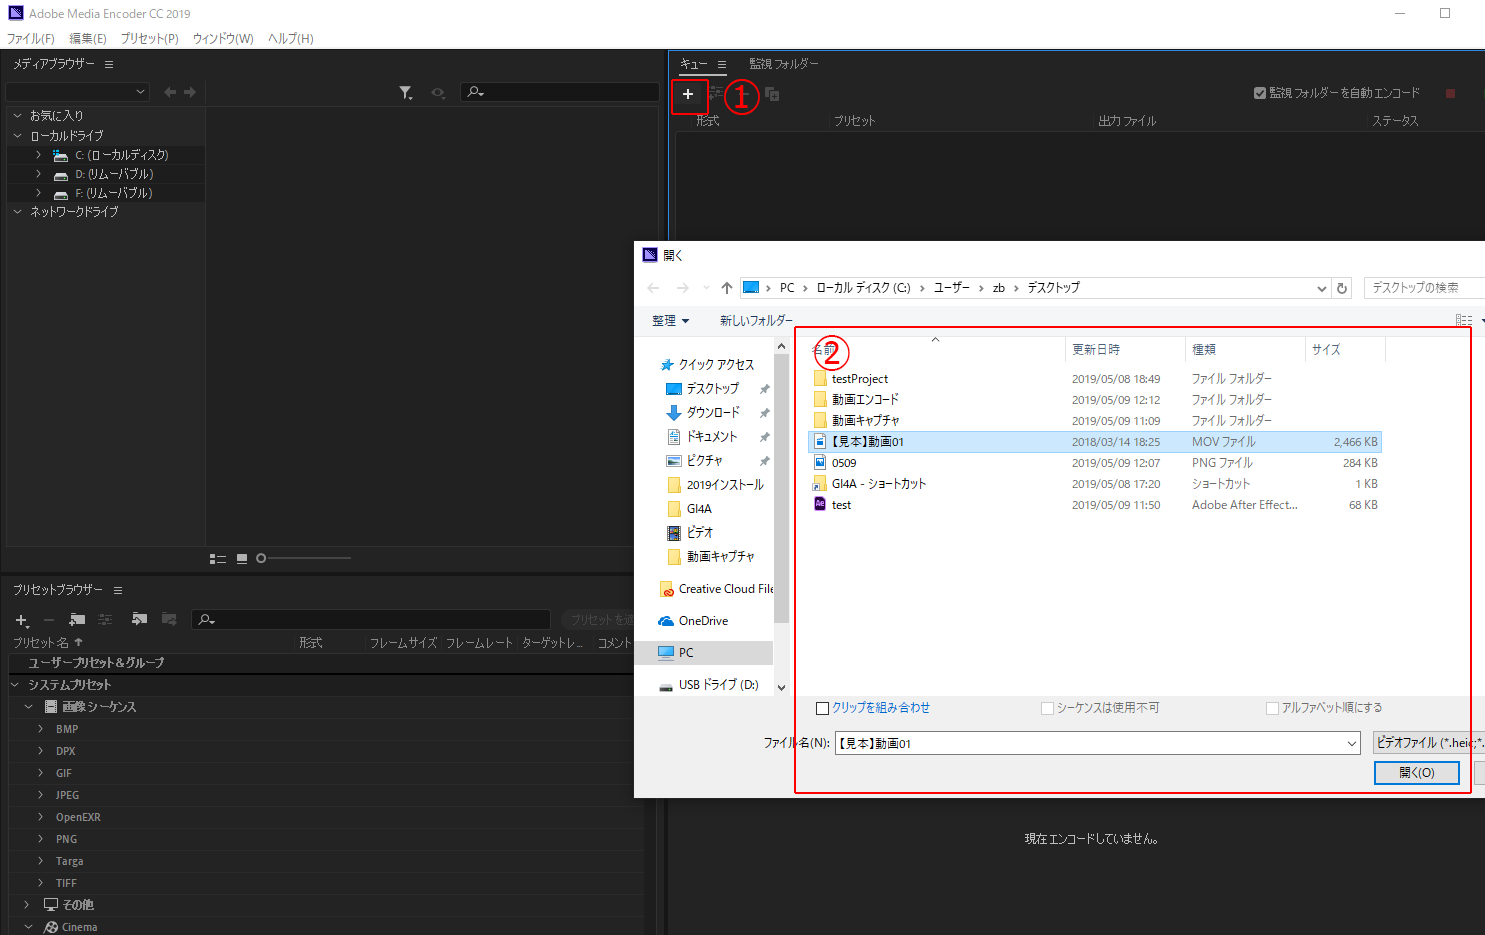 Adobe Media Encoder CC 2019
ファイル(F) 編集(E) プリセット(P) ウィンドウ(W) ヘルプ(H)
メディアブラウザー
お気に入り
ローカルドライブ
C: (ローカルディスク)
D: (リムーバブル)
F: (リムーバブル)
ネットワークドライブ
キュー 監視フォルダー
①
監視フォルダーを自動エンコード
形式 プリセット 出力ファイル ステータス
開く
PC › ローカル ディスク (C:) › ユーザー › zb › デスクトップ
デスクトップの検索
整理 新しいフォルダー
クイック アクセス
デスクトップ
ダウンロード
ドキュメント
ピクチャ
2019インストール
GI4A
ビデオ
動画キャプチャ
Creative Cloud File
OneDrive
PC
USB ドライブ (D:)
②
名前 更新日時 種類 サイズ
testProject 2019/05/08 18:49 ファイル フォルダー
動画エンコード 2019/05/09 12:12 ファイル フォルダー
動画キャプチャ 2019/05/09 11:09 ファイル フォルダー
【見本】動画01 2018/03/14 18:25 MOV ファイル 2,466 KB
0509 2019/05/09 12:07 PNG ファイル 284 KB
GI4A - ショートカット 2019/05/08 17:20 ショートカット 1 KB
Ae test 2019/05/09 11:50 Adobe After Effect... 68 KB
クリップを組み合わせ シーケンスは使用不可 アルファベット順にする
ファイル名(N): 【見本】動画01 ビデオファイル (*.heic;*.
開く(O)
プリセットブラウザー
プリセットを適
プリセット名 形式 フレームサイズ フレームレート ターゲットレ... コメント
ユーザープリセット＆グループ
システムプリセット
画像シーケンス
BMP
DPX
GIF
JPEG
OpenEXR
PNG
Targa
TIFF
その他
Cinema
現在エンコードしていません。